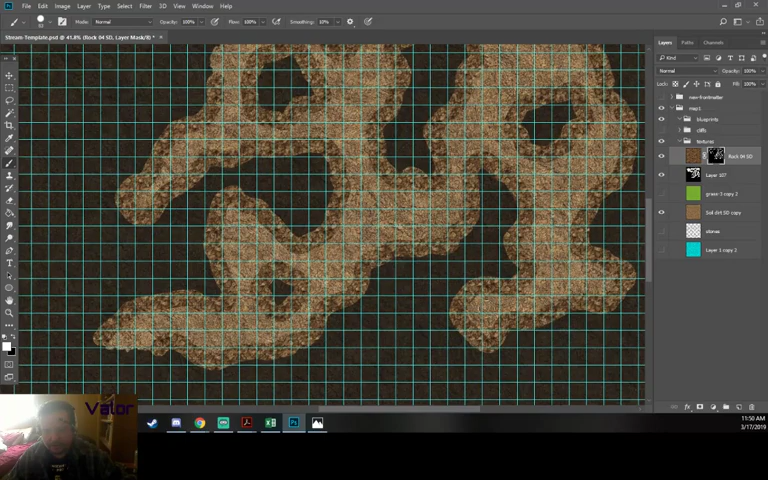 File Edit Image Layer Type Select Filter 3D View Window Help
Mode: Normal Opacity: 100% Flow: 100% Smoothing: 10%
Stream-Template.psd @ 41.8% (Rock 04 SD, Layer Mask/8) *
Layers Paths Channels
Kind
Normal Opacity: 100%
Lock: Fill: 100%
new-frontmatter
map1
blueprints
cliffs
textures
Rock 04 SD
Layer 107
grass-3 copy 2
Soil dirt SD copy
stones
Layer 1 copy 2
Valor
11:50 AM
3/17/2019